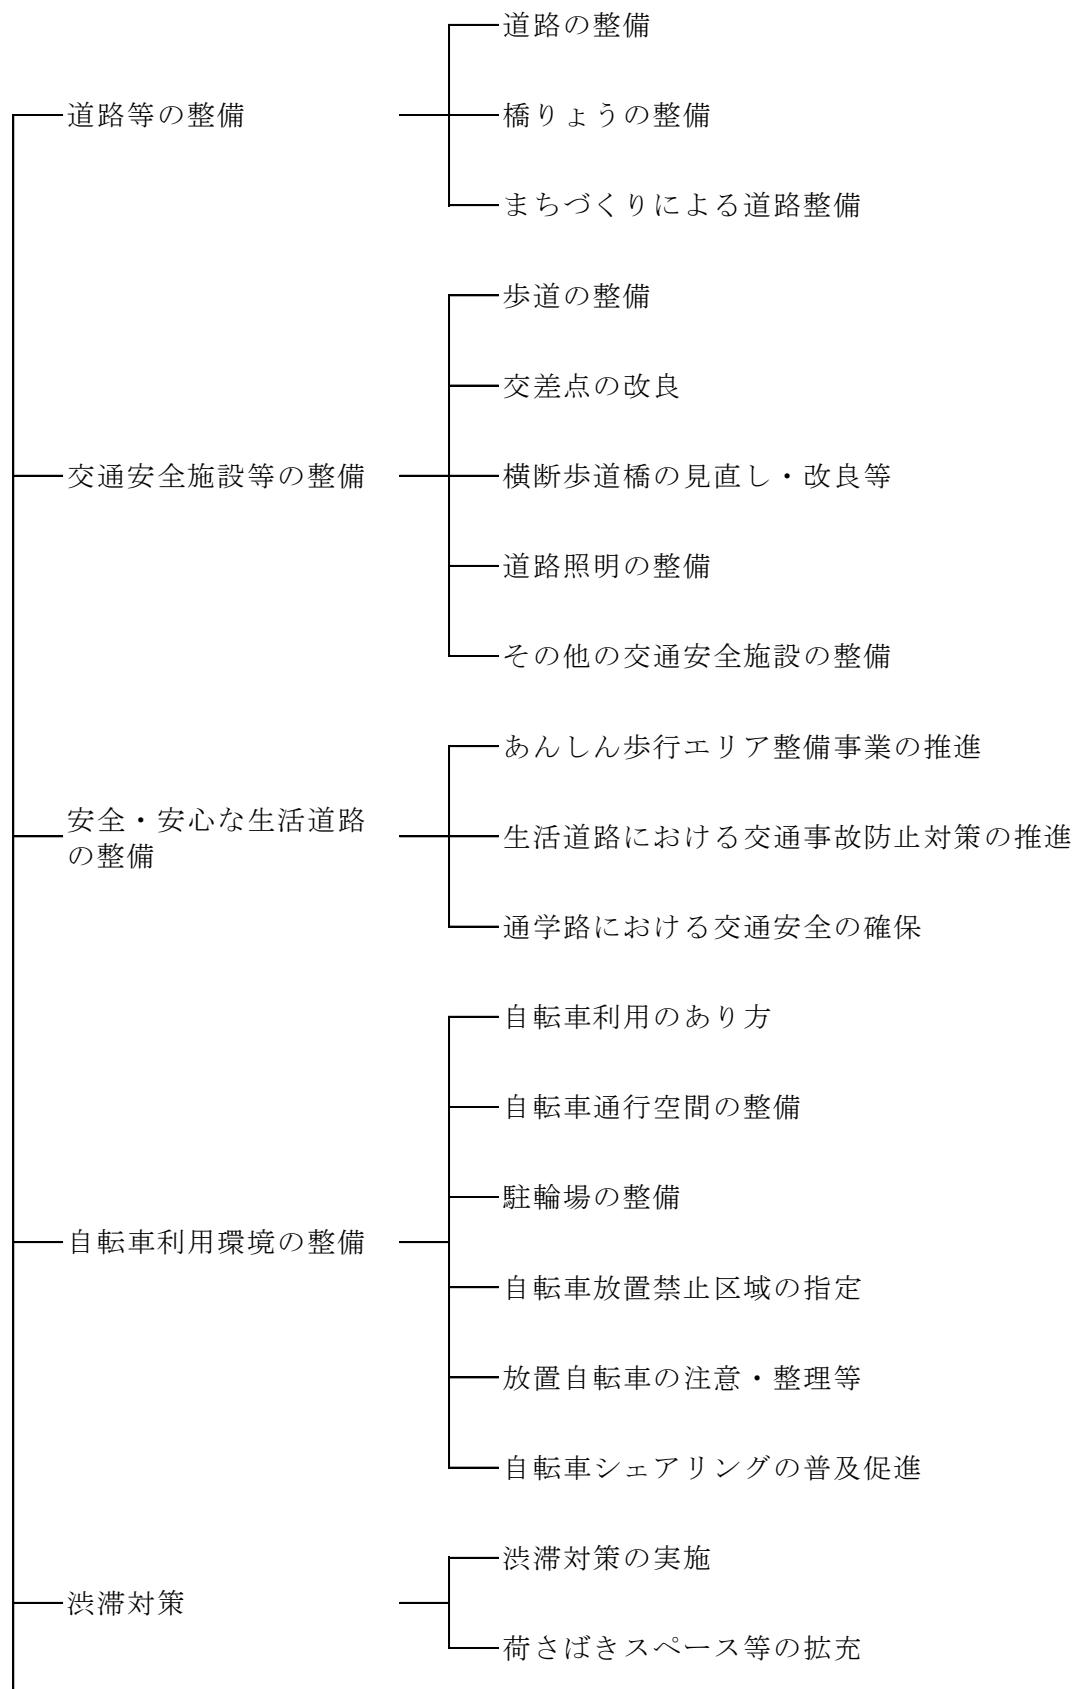 道路等の整備
道路の整備
橋りょうの整備
まちづくりによる道路整備
交通安全施設等の整備
歩道の整備
交差点の改良
横断歩道橋の見直し・改良等
道路照明の整備
その他の交通安全施設の整備
安全・安心な生活道路
の整備
あんしん歩行エリア整備事業の推進
生活道路における交通事故防止対策の推進
通学路における交通安全の確保
自転車利用環境の整備
自転車利用のあり方
自転車通行空間の整備
駐輪場の整備
自転車放置禁止区域の指定
放置自転車の注意・整理等
自転車シェアリングの普及促進
渋滞対策
渋滞対策の実施
荷さばきスペース等の拡充